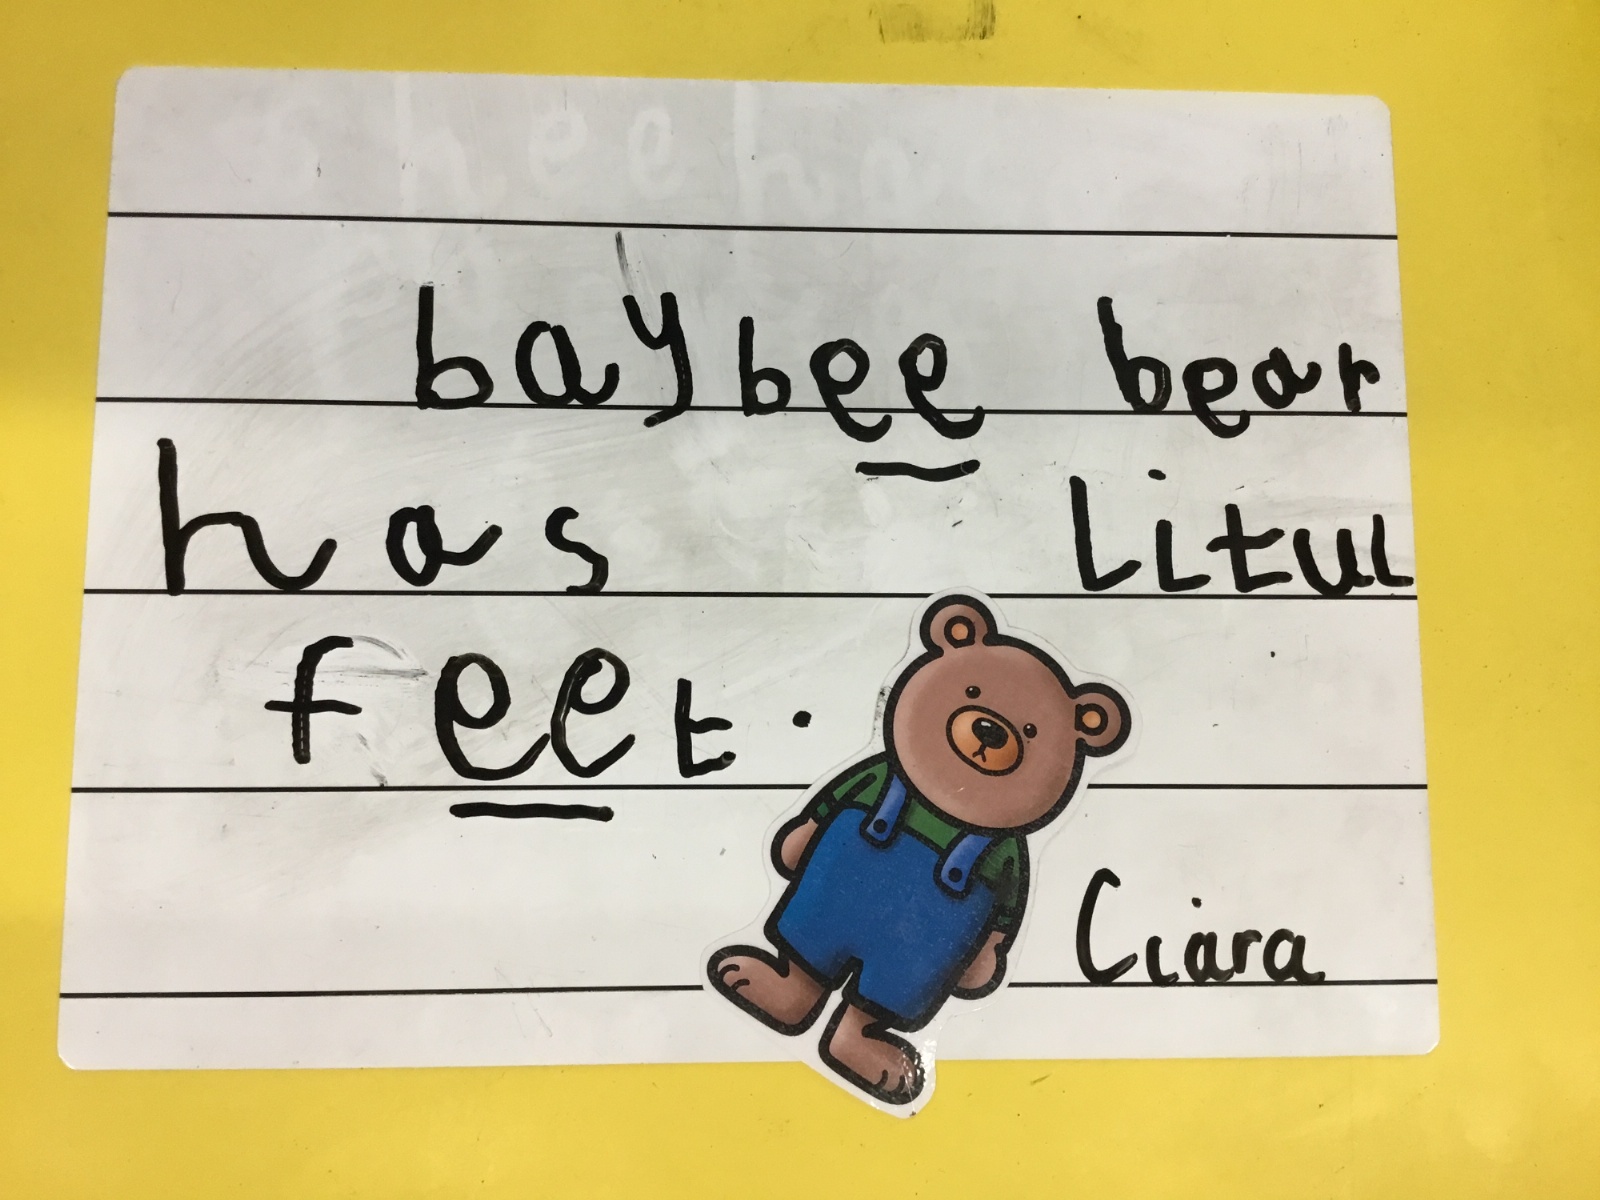 baybee bear
has litul
feet.
Ciara